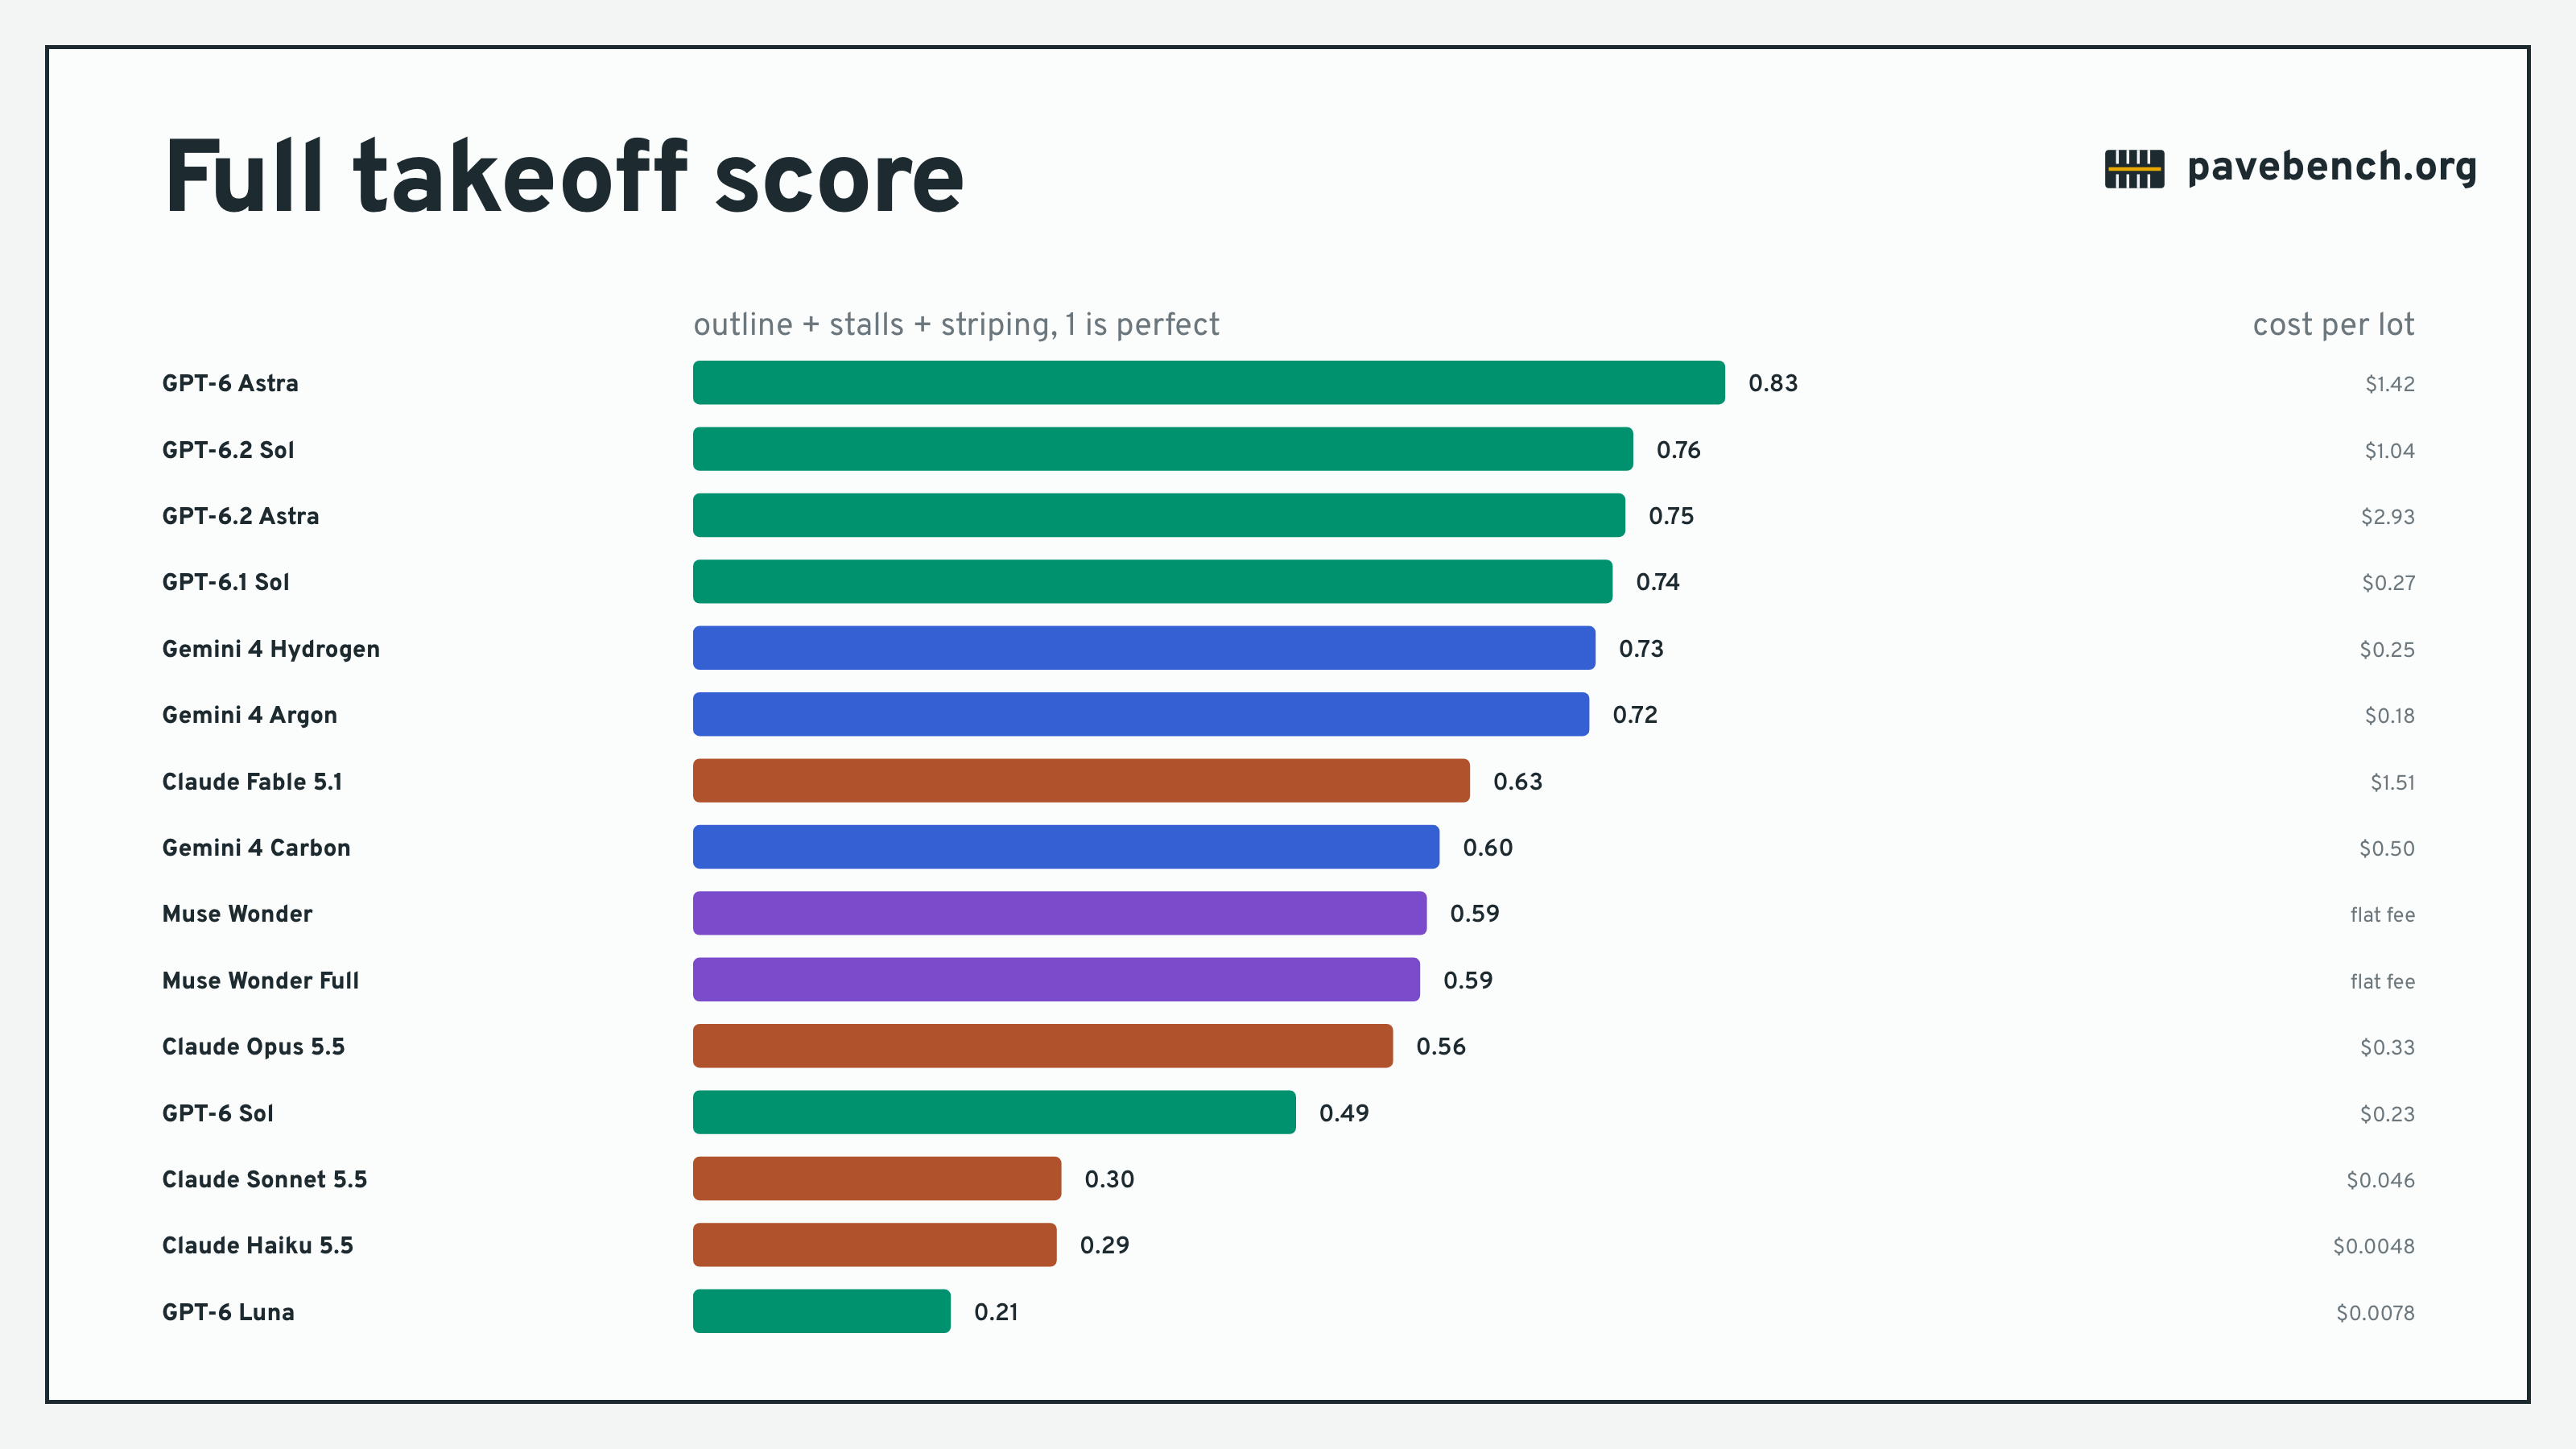 Full takeoff score
pavebench.org
outline + stalls + striping, 1 is perfect
cost per lot
GPT-6 Astra 0.83 $1.42
GPT-6.2 Sol 0.76 $1.04
GPT-6.2 Astra 0.75 $2.93
GPT-6.1 Sol 0.74 $0.27
Gemini 4 Hydrogen 0.73 $0.25
Gemini 4 Argon 0.72 $0.18
Claude Fable 5.1 0.63 $1.51
Gemini 4 Carbon 0.60 $0.50
Muse Wonder 0.59 flat fee
Muse Wonder Full 0.59 flat fee
Claude Opus 5.5 0.56 $0.33
GPT-6 Sol 0.49 $0.23
Claude Sonnet 5.5 0.30 $0.046
Claude Haiku 5.5 0.29 $0.0048
GPT-6 Luna 0.21 $0.0078